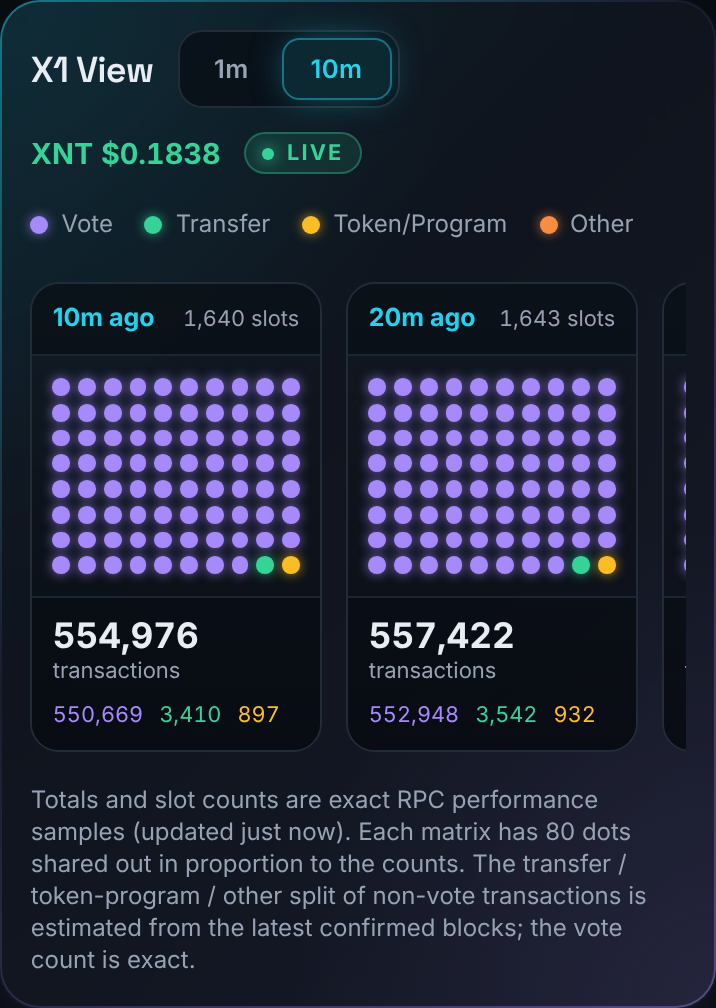 X1 View 1m 10m
XNT $0.1838 LIVE
Vote Transfer Token/Program Other
10m ago 1,640 slots
554,976
transactions
550,669 3,410 897
20m ago 1,643 slots
557,422
transactions
552,948 3,542 932
Totals and slot counts are exact RPC performance
samples (updated just now). Each matrix has 80 dots
shared out in proportion to the counts. The transfer /
token-program / other split of non-vote transactions is
estimated from the latest confirmed blocks; the vote
count is exact.